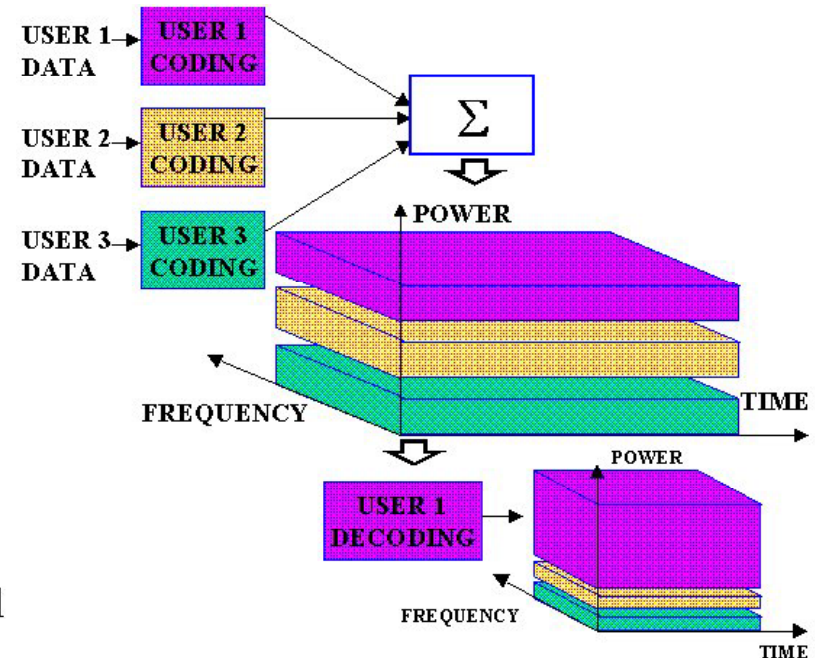 USER 1
DATA
USER 1
CODING
USER 2
DATA
USER 2
CODING
USER 3
DATA
USER 3
CODING
Σ
POWER
FREQUENCY
TIME
USER 1
DECODING
POWER
FREQUENCY
TIME